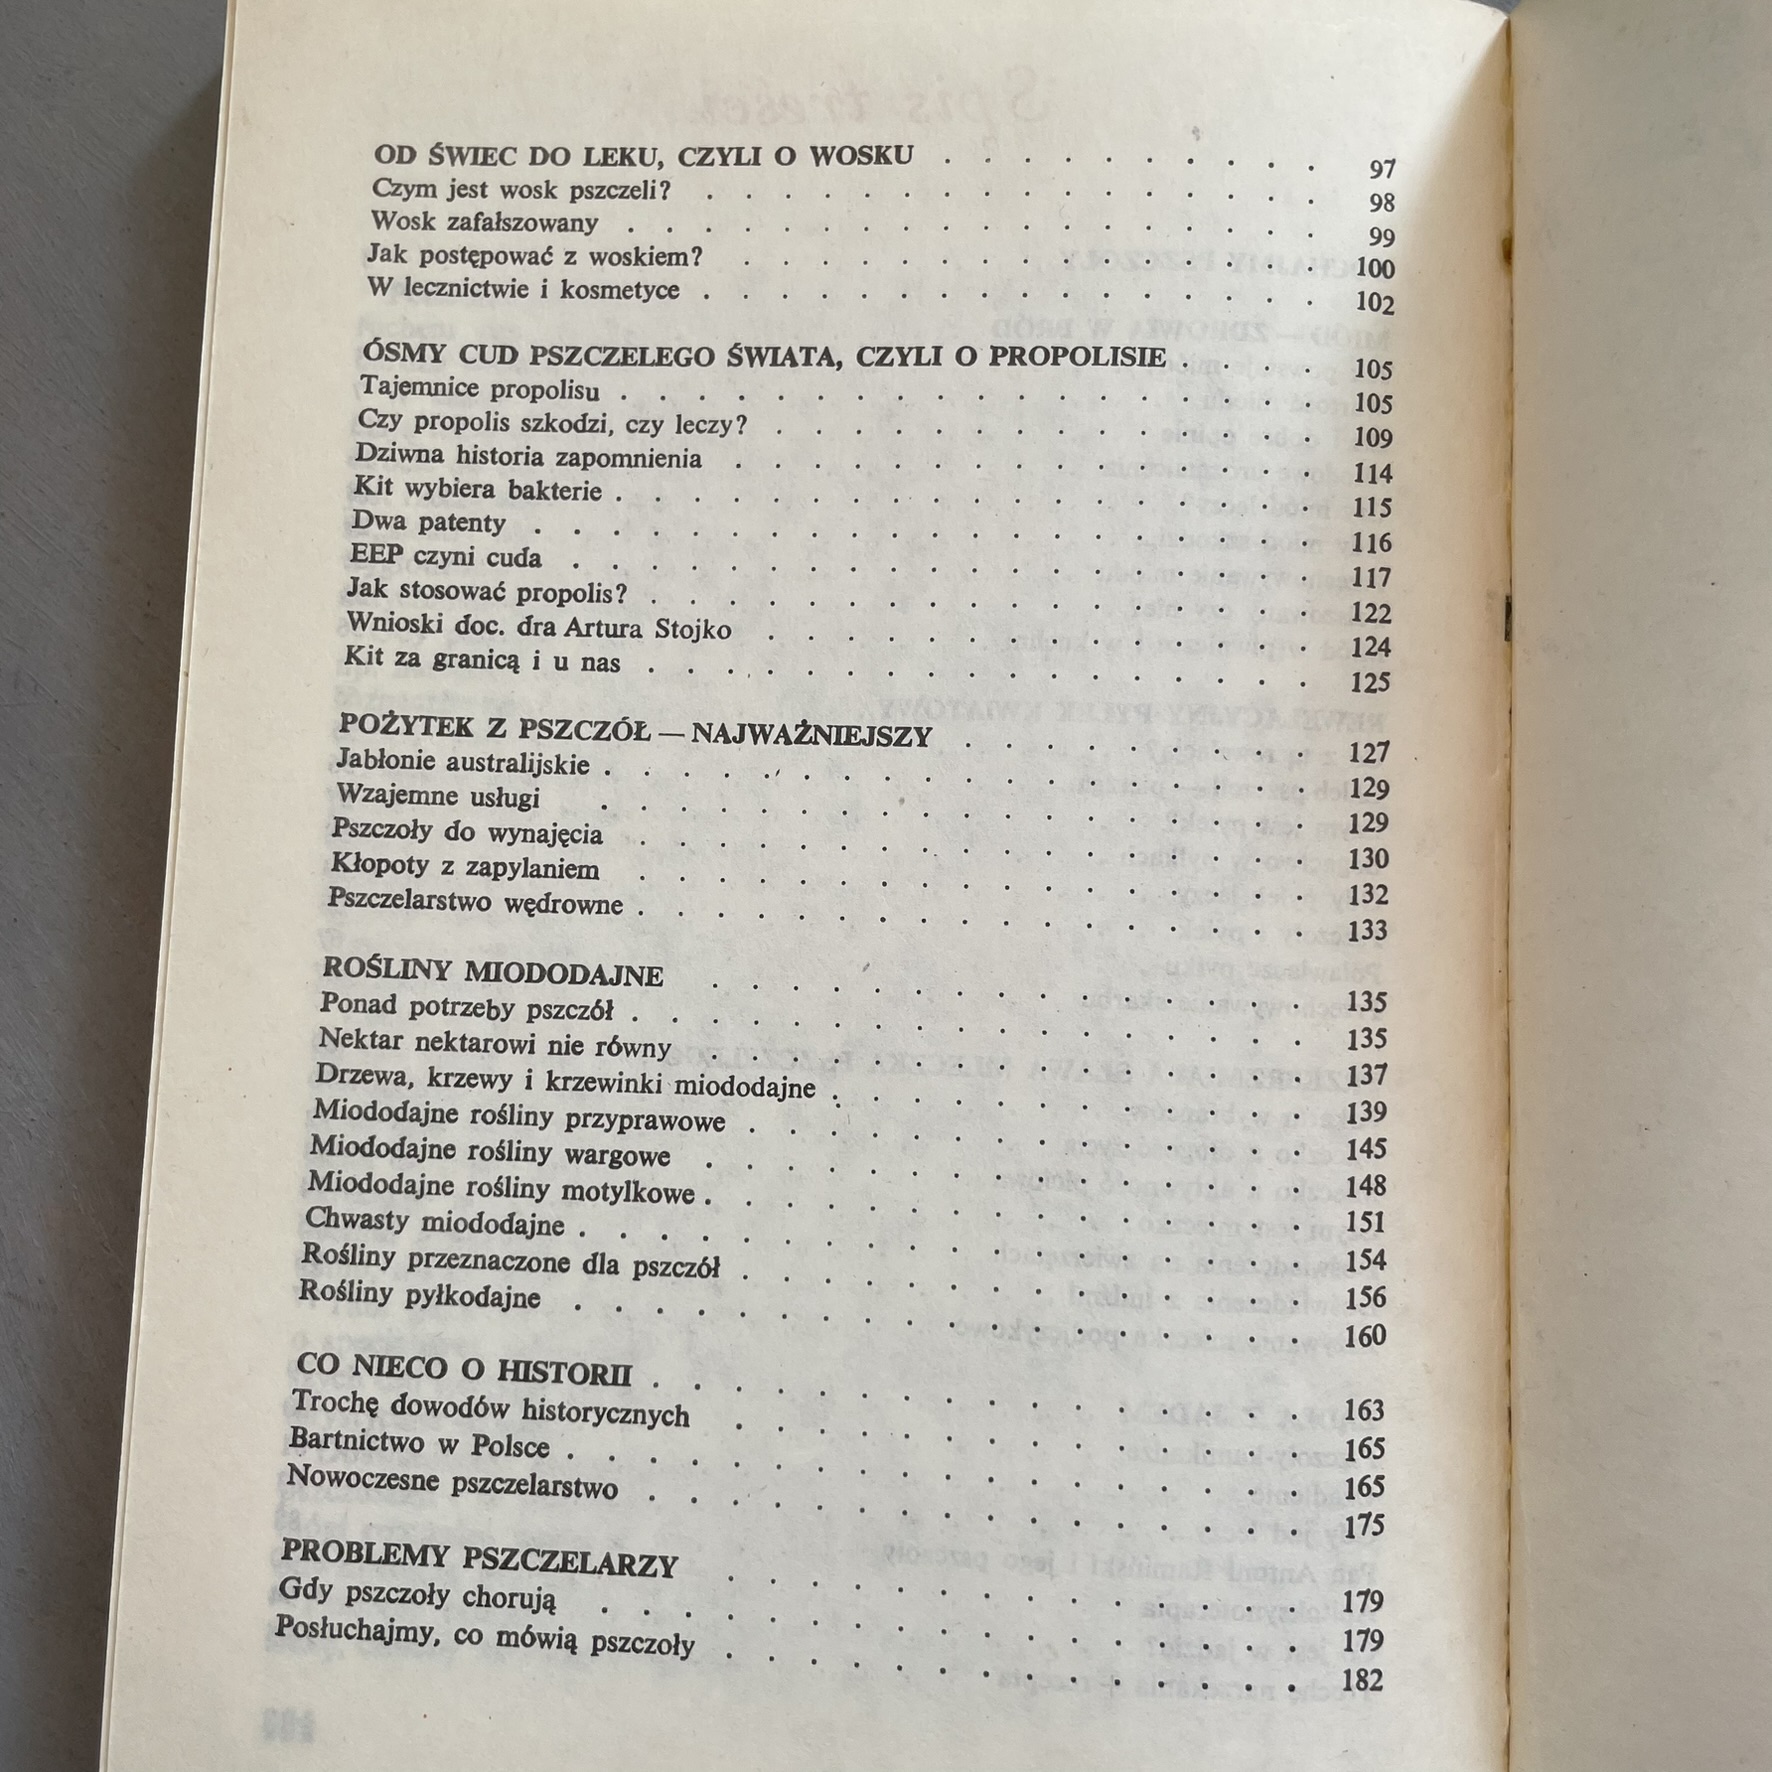 OD ŚWIEC DO LEKU, CZYLI O WOSKU . . . . . . . . . . 97
Czym jest wosk pszczeli? . . . . . . . . . . . . . . . . 98
Wosk zafałszowany . . . . . . . . . . . . . . . . . . 99
Jak postępować z woskiem? . . . . . . . . . . . . . . . 100
W lecznictwie i kosmetyce . . . . . . . . . . . . . . . . 102
ÓSMY CUD PSZCZELEGO ŚWIATA, CZYLI O PROPOLISIE . . . . 105
Tajemnice propolisu . . . . . . . . . . . . . . . . . . 105
Czy propolis szkodzi, czy leczy? . . . . . . . . . . . . . . 109
Dziwna historia zapomnienia . . . . . . . . . . . . . . . 114
Kit wybiera bakterie . . . . . . . . . . . . . . . . . . 115
Dwa patenty . . . . . . . . . . . . . . . . . . . . 116
EEP czyni cuda . . . . . . . . . . . . . . . . . . . 117
Jak stosować propolis? . . . . . . . . . . . . . . . . . 122
Wnioski doc. dra Artura Stojko . . . . . . . . . . . . . . 124
Kit za granicą i u nas . . . . . . . . . . . . . . . . . 125
POŻYTEK Z PSZCZÓŁ — NAJWAŻNIEJSZY . . . . . . . . . 127
Jabłonie australijskie . . . . . . . . . . . . . . . . . . 129
Wzajemne usługi . . . . . . . . . . . . . . . . . . 129
Pszczoły do wynajęcia . . . . . . . . . . . . . . . . . 130
Kłopoty z zapylaniem . . . . . . . . . . . . . . . . . 132
Pszczelarstwo wędrowne . . . . . . . . . . . . . . . . . 133
ROŚLINY MIODODAJNE . . . . . . . . . . . . . . . 135
Ponad potrzeby pszczół . . . . . . . . . . . . . . . . . 135
Nektar nektarowi nie równy . . . . . . . . . . . . . . . 137
Drzewa, krzewy i krzewinki miododajne . . . . . . . . . . . . 139
Miododajne rośliny przyprawowe . . . . . . . . . . . . . . 145
Miododajne rośliny wargowe . . . . . . . . . . . . . . . 148
Miododajne rośliny motylkowe . . . . . . . . . . . . . . . 151
Chwasty miododajne . . . . . . . . . . . . . . . . . . 154
Rośliny przeznaczone dla pszczół . . . . . . . . . . . . . . 156
Rośliny pyłkodajne . . . . . . . . . . . . . . . . . . 160
CO NIECO O HISTORII . . . . . . . . . . . . . . . . 163
Trochę dowodów historycznych . . . . . . . . . . . . . . 165
Bartnictwo w Polsce . . . . . . . . . . . . . . . . . . 165
Nowoczesne pszczelarstwo . . . . . . . . . . . . . . . . 175
PROBLEMY PSZCZELARZY . . . . . . . . . . . . . . 179
Gdy pszczoły chorują . . . . . . . . . . . . . . . . . 179
Posłuchajmy, co mówią pszczoły . . . . . . . . . . . . . . 182